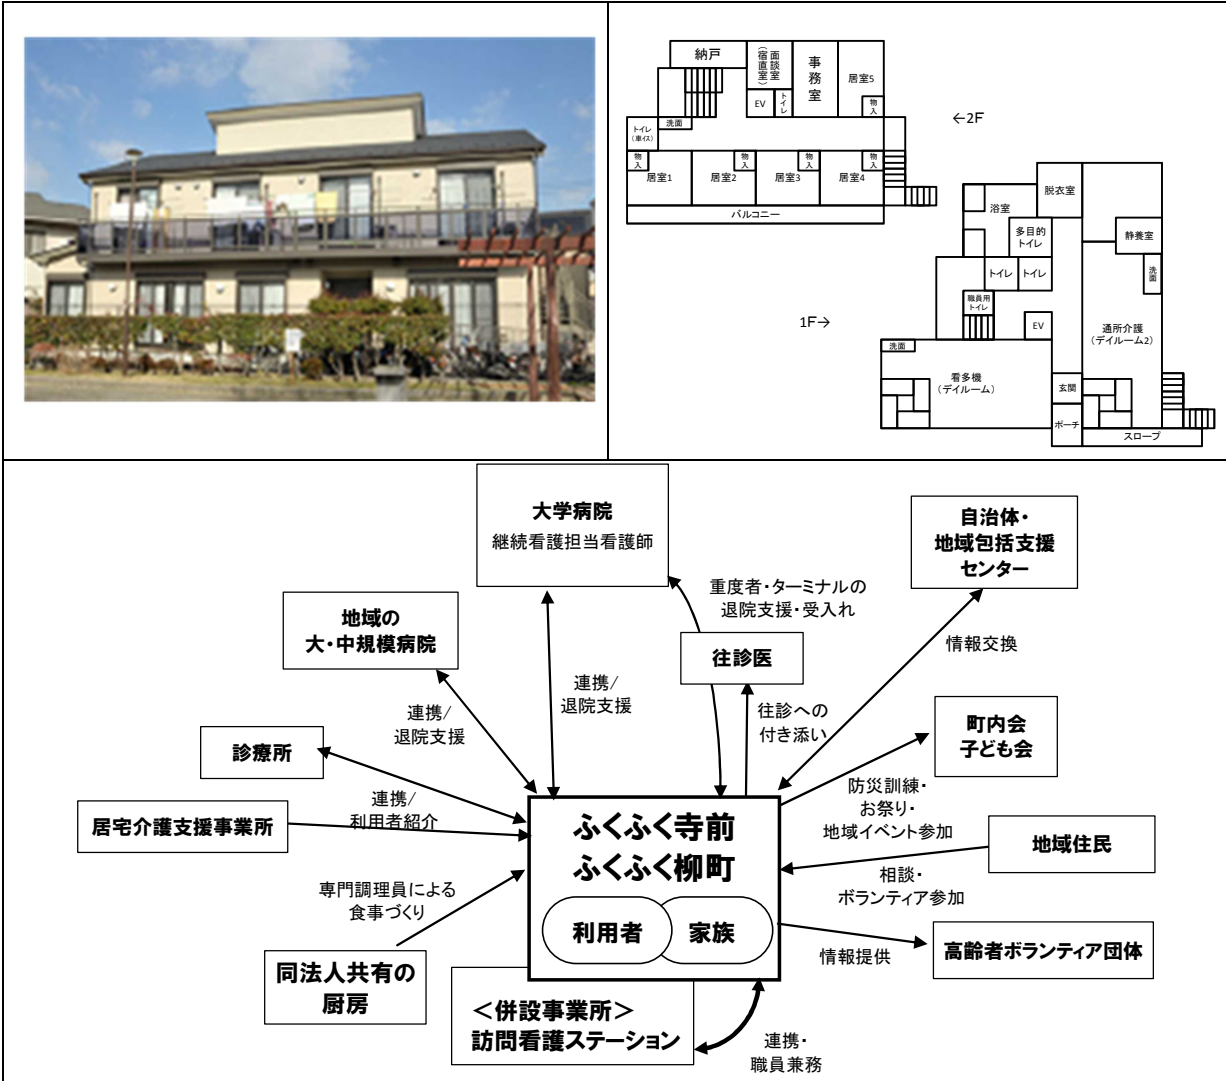 納戸
面談室
(宿直室)
事務室
居室5
EV
トイレ
物入
洗面
トイレ
(車イス)
物入
物入
物入
物入
居室1
居室2
居室3
居室4
バルコニー
←2F
1F→
脱衣室
浴室
多目的
トイレ
静養室
トイレ
トイレ
洗面
職員用
トイレ
EV
通所介護
(デイルーム2)
洗面
看多機
(デイルーム)
玄関
ポーチ
スロープ
大学病院
継続看護担当看護師
自治体・
地域包括支援
センター
重度者・ターミナルの
退院支援・受入れ
地域の
大・中規模病院
往診医
情報交換
連携/
退院支援
連携/
退院支援
往診への
付き添い
町内会
子ども会
診療所
連携/
利用者紹介
防災訓練・
お祭り・
地域イベント参加
居宅介護支援事業所
ふくふく寺前
ふくふく柳町
地域住民
相談・
ボランティア参加
専門調理員による
食事づくり
利用者
家族
情報提供
高齢者ボランティア団体
同法人共有の
厨房
<併設事業所>
訪問看護ステーション
連携・
職員兼務